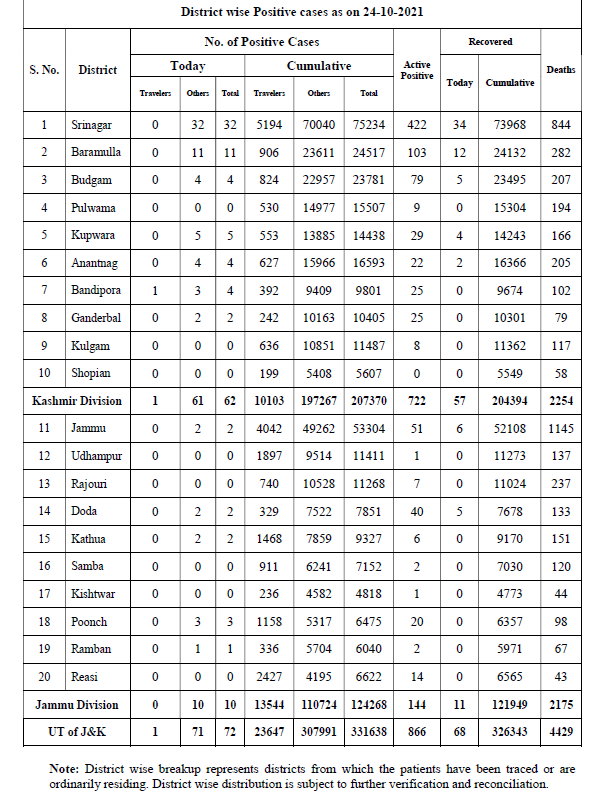 District wise Positive cases as on 24-10-2021
S. No. District No. of Positive Cases Active Positive Recovered Deaths
Today Cumulative Today Cumulative
Travelers Others Total Travelers Others Total
1 Srinagar 0 32 32 5194 70040 75234 422 34 73968 844
2 Baramulla 0 11 11 906 23611 24517 103 12 24132 282
3 Budgam 0 4 4 824 22957 23781 79 5 23495 207
4 Pulwama 0 0 0 530 14977 15507 9 0 15304 194
5 Kupwara 0 5 5 553 13885 14438 29 4 14243 166
6 Anantnag 0 4 4 627 15966 16593 22 2 16366 205
7 Bandipora 1 3 4 392 9409 9801 25 0 9674 102
8 Ganderbal 0 2 2 242 10163 10405 25 0 10301 79
9 Kulgam 0 0 0 636 10851 11487 8 0 11362 117
10 Shopian 0 0 0 199 5408 5607 0 0 5549 58
Kashmir Division 1 61 62 10103 197267 207370 722 57 204394 2254
11 Jammu 0 2 2 4042 49262 53304 51 6 52108 1145
12 Udhampur 0 0 0 1897 9514 11411 1 0 11273 137
13 Rajouri 0 0 0 740 10528 11268 7 0 11024 237
14 Doda 0 2 2 329 7522 7851 40 5 7678 133
15 Kathua 0 2 2 1468 7859 9327 6 0 9170 151
16 Samba 0 0 0 911 6241 7152 2 0 7030 120
17 Kishtwar 0 0 0 236 4582 4818 1 0 4773 44
18 Poonch 0 3 3 1158 5317 6475 20 0 6357 98
19 Ramban 0 1 1 336 5704 6040 2 0 5971 67
20 Reasi 0 0 0 2427 4195 6622 14 0 6565 43
Jammu Division 0 10 10 13544 110724 124268 144 11 121949 2175
UT of J&K 1 71 72 23647 307991 331638 866 68 326343 4429
Note: District wise breakup represents districts from which the patients have been traced or are
ordinarily residing. District wise distribution is subject to further verification and reconciliation.